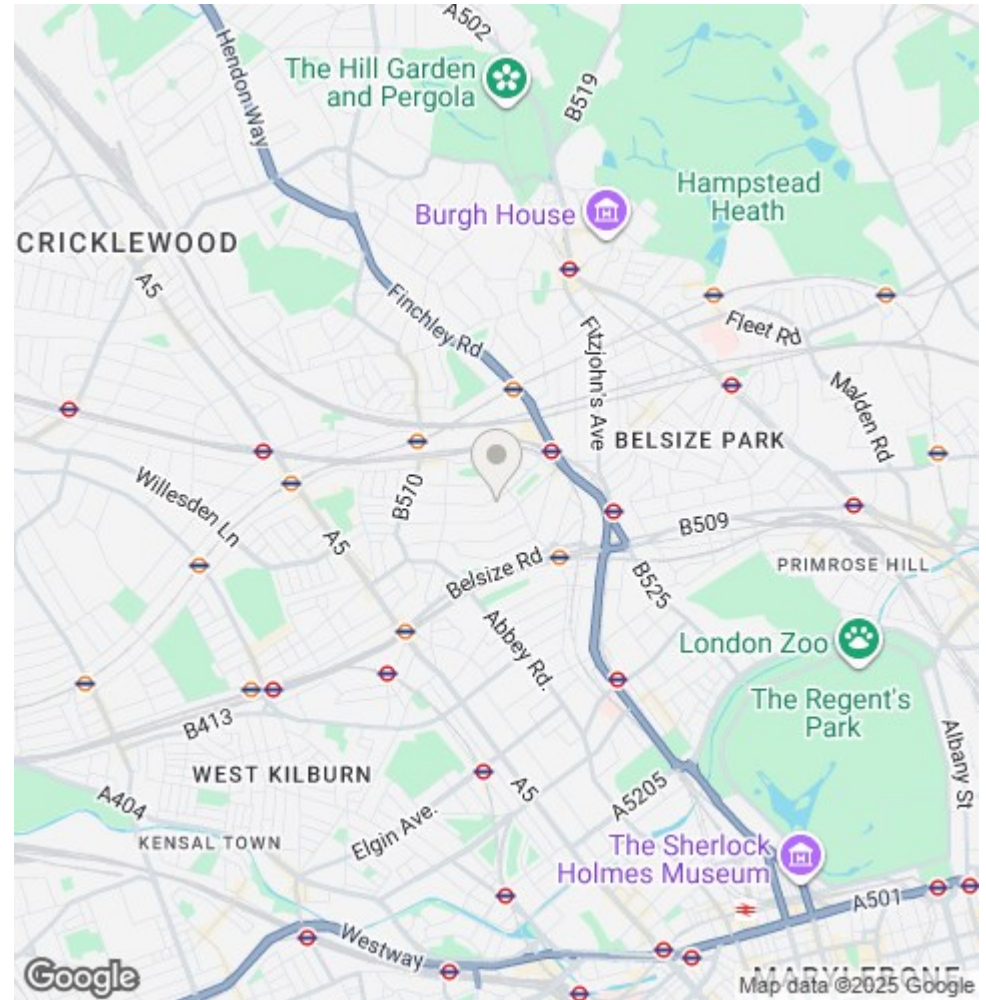 A502
Hendon Way
The Hill Garden
and Pergola
B519
Hampstead
Heath
Burgh House
CRICKLEWOOD
A5
Finchley Rd
Fitzjohn's Ave
Fleet Rd
Malden Rd
BELSIZE PARK
Willesden Ln
B570
A5
B509
Belsize Rd
B525
PRIMROSE HILL
Abbey Rd.
London Zoo
The Regent's
Park
B413
Albany St
WEST KILBURN
A5
A404
A5205
Elgin Ave.
KENSAL TOWN
The Sherlock
Holmes Museum
A501
Westway
MARYLEBONE
Google
Map data ©2025 Google